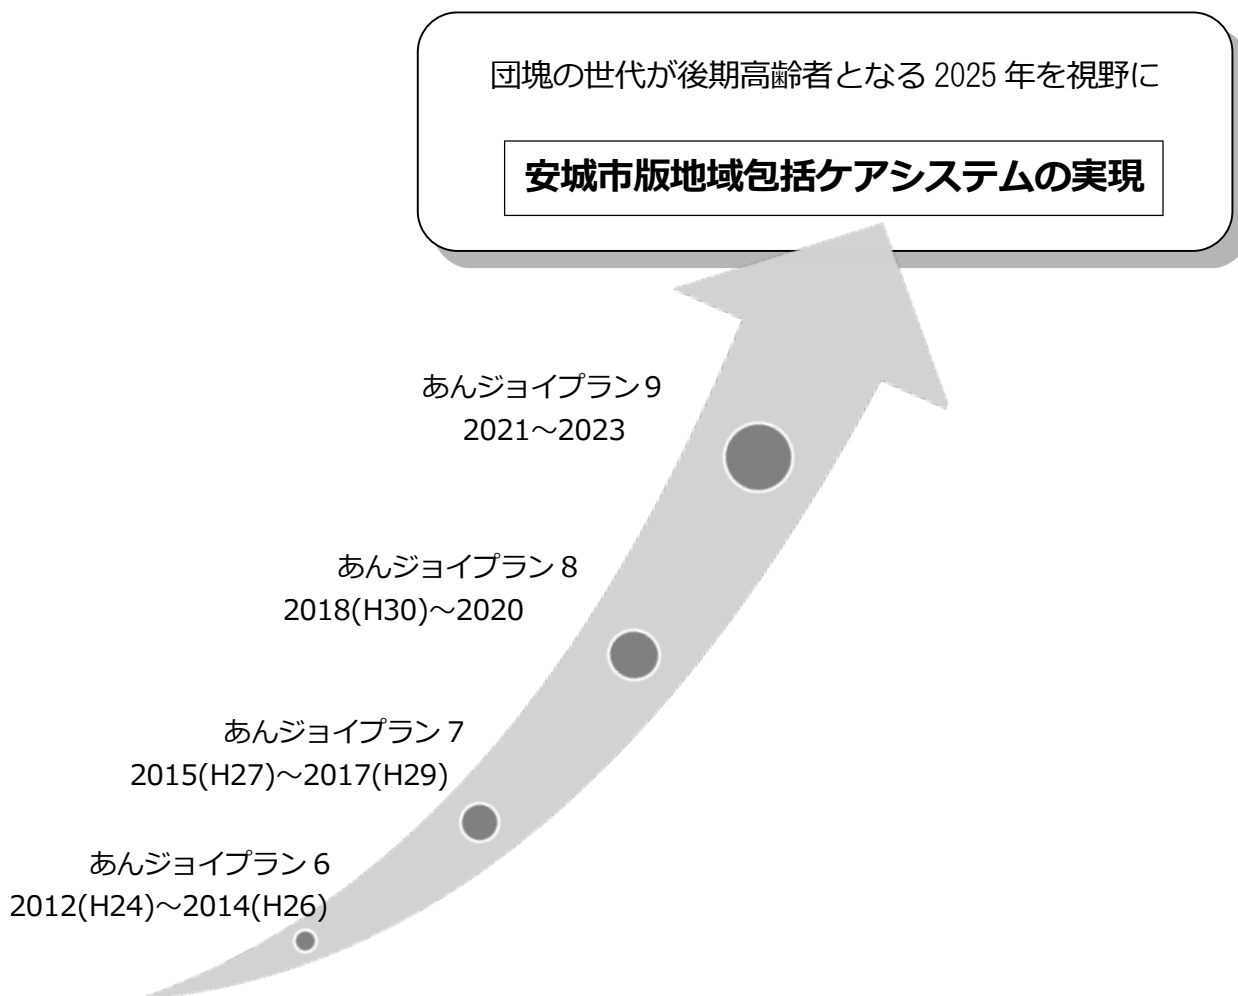 団塊の世代が後期高齢者となる 2025 年を視野に
安城市版地域包括ケアシステムの実現
あんジョイプラン 9
2021～2023
あんジョイプラン 8
2018(H30)～2020
あんジョイプラン 7
2015(H27)～2017(H29)
あんジョイプラン 6
2012(H24)～2014(H26)